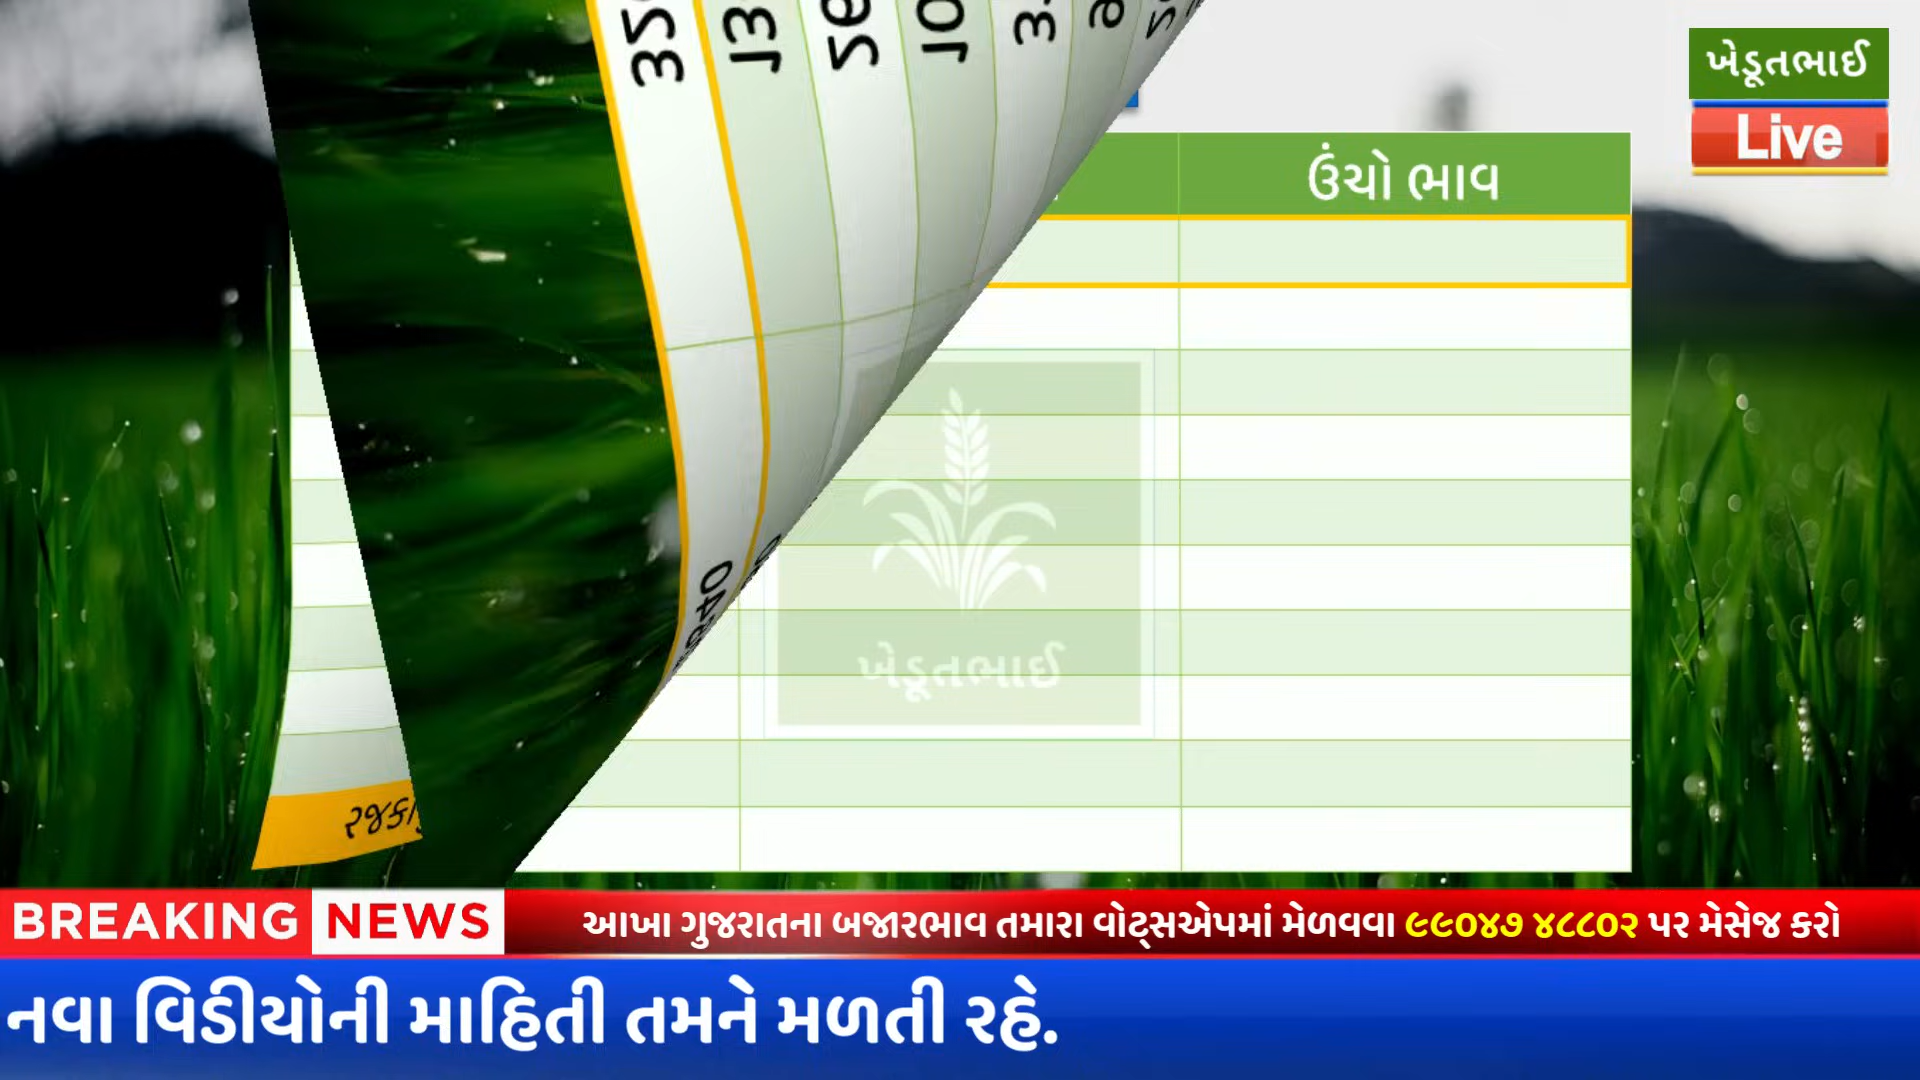 ખેડૂતભાઈ
Live
ઉંચો ભાવ
ખેડૂતભાઈ
BREAKING NEWS
આખા ગુજરાતના બજારભાવ તમારા વોટ્સએપમાં મેળવવા ૯૯૦૪૭ ૪૮૮૦૨ પર મેસેજ કરો
નવા વિડીયોની માહિતી તમને મળતી રહે.